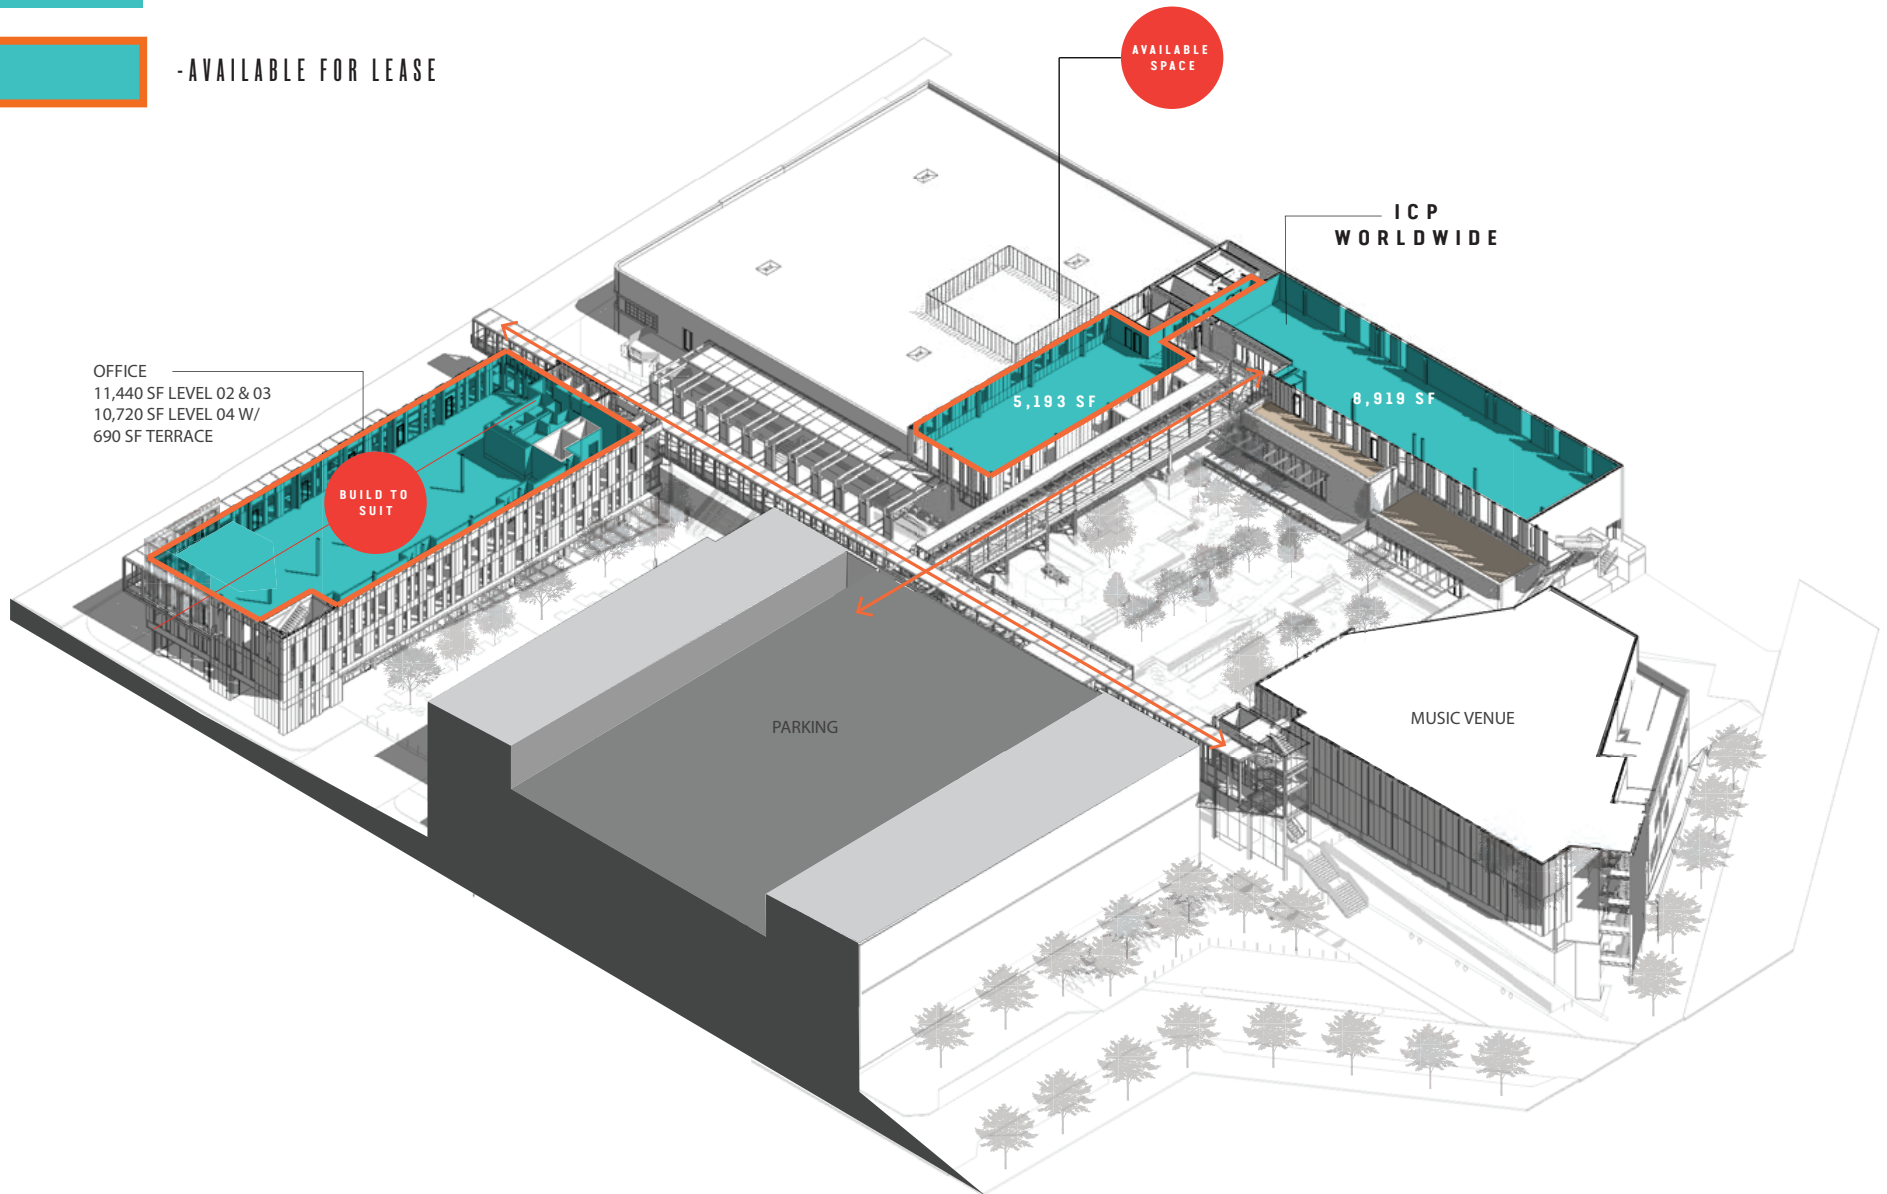 -AVAILABLE FOR LEASE
AVAILABLE
SPACE
ICP
WORLDWIDE
OFFICE
11,440 SF LEVEL 02 & 03
10,720 SF LEVEL 04 W/
690 SF TERRACE
5,193 SF
8,919 SF
BUILD TO
SUIT
PARKING
MUSIC VENUE